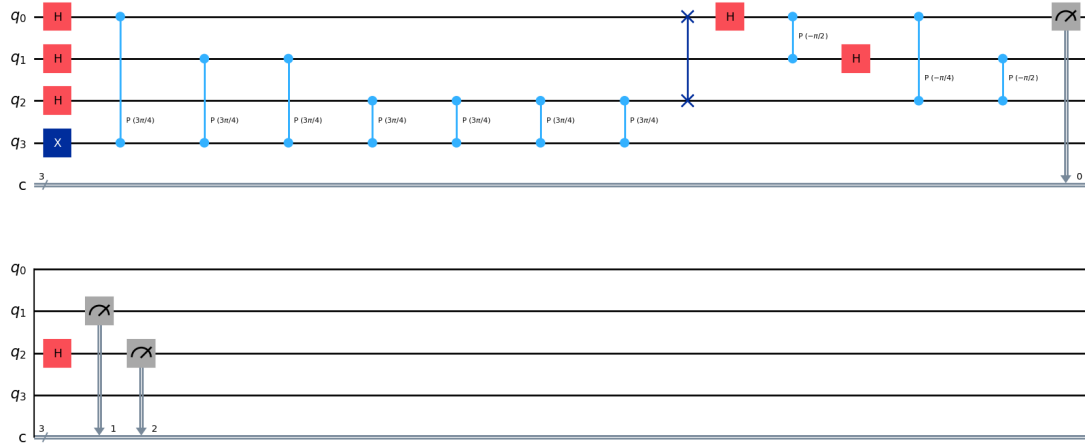 q0 H H P (-π/2)
q1 P (-π/4) H P (-π/2)
q2 H P (3π/4) P (3π/4) P (3π/4) P (3π/4) P (3π/4) P (3π/4) P (3π/4)
q3 X
c 3 0
q0
q1
q2 H
q3
c 3 1 2